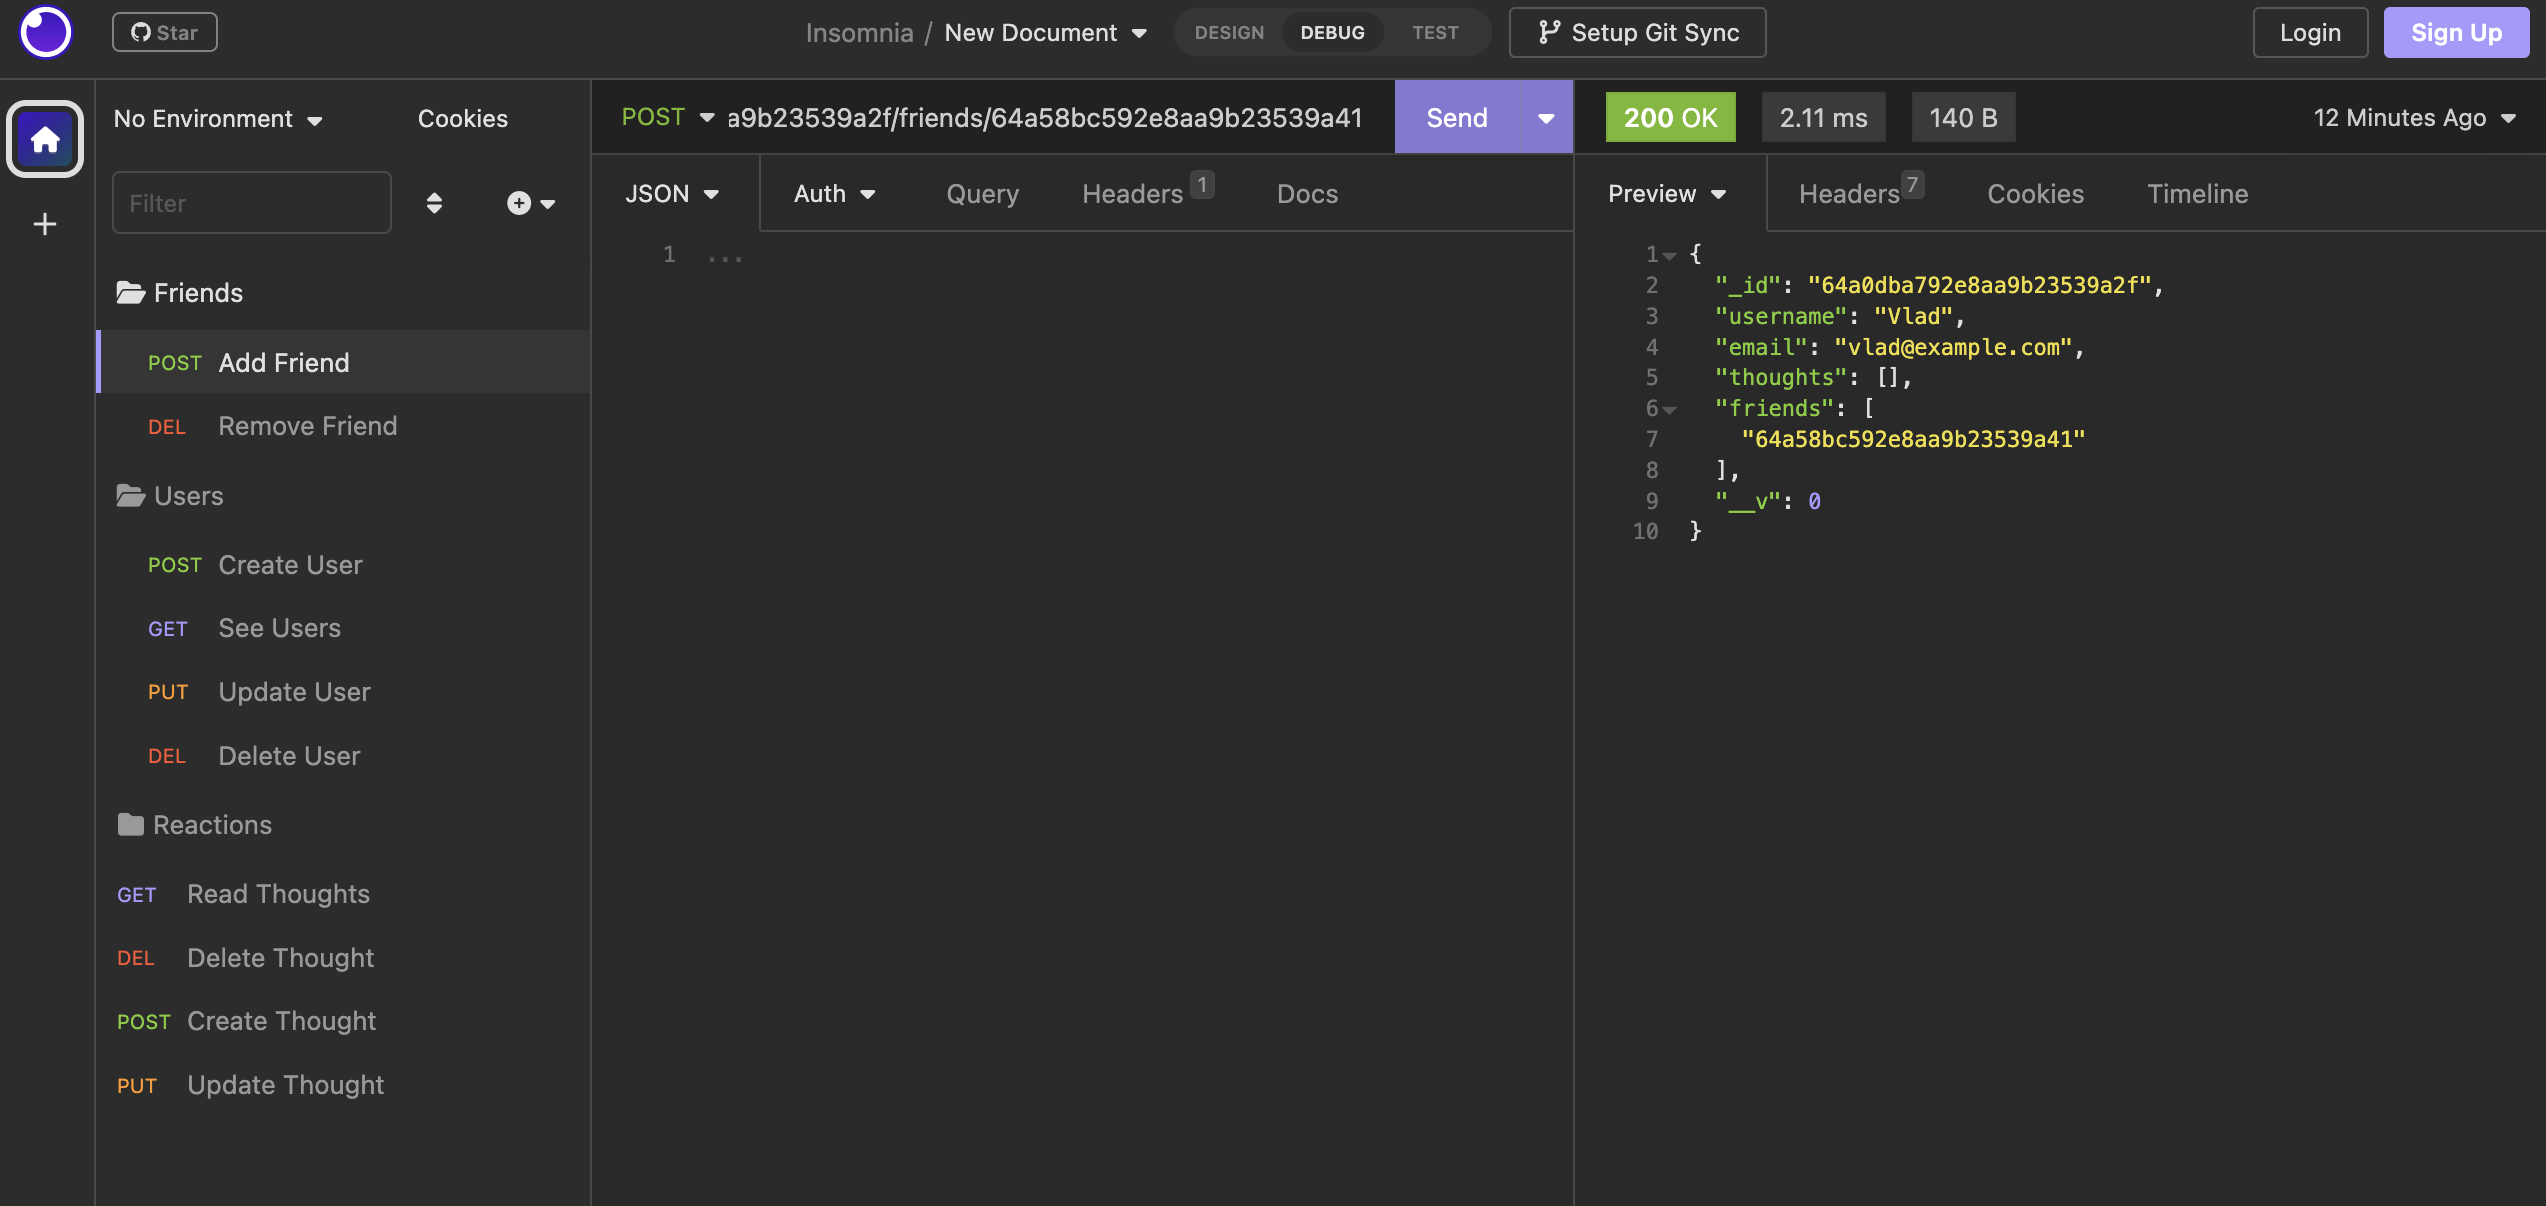 Star
Insomnia / New Document
DESIGN DEBUG TEST
Setup Git Sync
Login
Sign Up
No Environment
Cookies
Filter
Friends
POST Add Friend
DEL Remove Friend
Users
POST Create User
GET See Users
PUT Update User
DEL Delete User
Reactions
GET Read Thoughts
DEL Delete Thought
POST Create Thought
PUT Update Thought
POST a9b23539a2f/friends/64a58bc592e8aa9b23539a41 Send
JSON Auth Query Headers 1 Docs
1 ...
200 OK 2.11 ms 140 B 12 Minutes Ago
Preview Headers 7 Cookies Timeline
1 {
2 "_id": "64a0dba792e8aa9b23539a2f",
3 "username": "Vlad",
4 "email": "vlad@example.com",
5 "thoughts": [],
6 "friends": [
7 "64a58bc592e8aa9b23539a41"
8 ],
9 "__v": 0
10 }